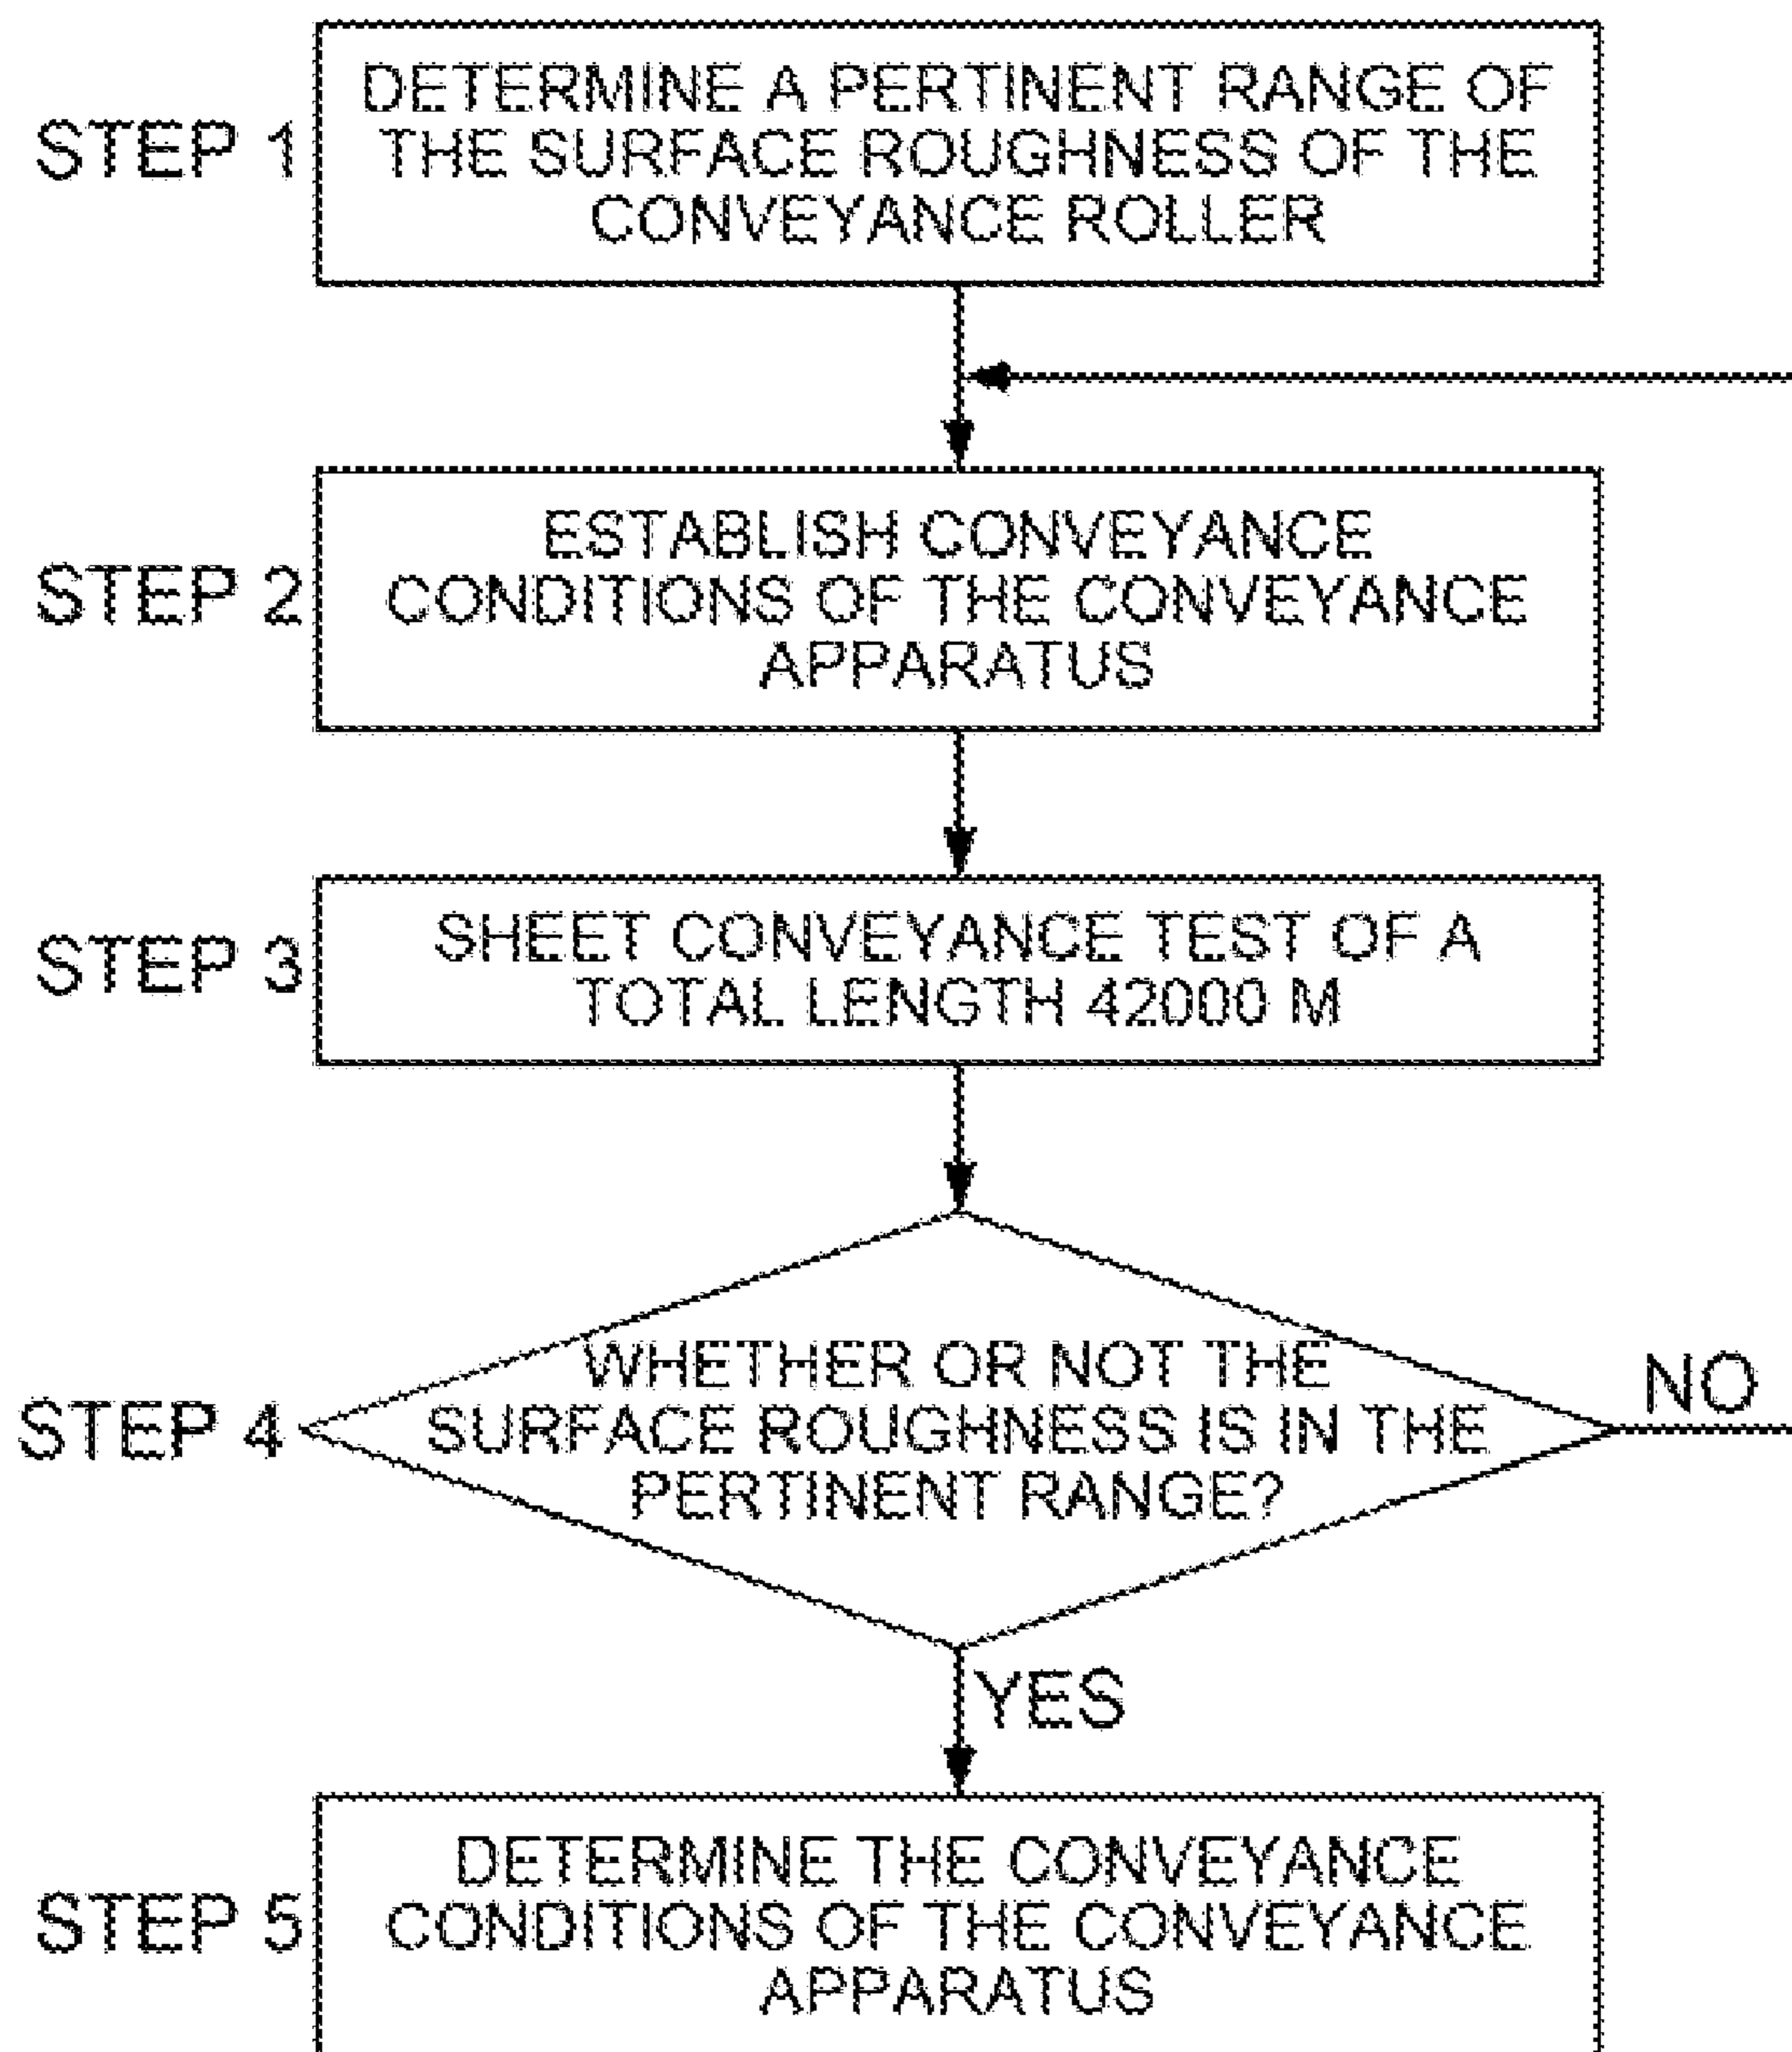 STEP 1
DETERMINE A PERTINENT RANGE OF
THE SURFACE ROUGHNESS OF THE
CONVEYANCE ROLLER
STEP 2
ESTABLISH CONVEYANCE
CONDITIONS OF THE CONVEYANCE
APPARATUS
STEP 3
SHEET CONVEYANCE TEST OF A
TOTAL LENGTH 42000 M
STEP 4
WHETHER OR NOT THE
SURFACE ROUGHNESS IS IN THE
PERTINENT RANGE?
NO
YES
STEP 5
DETERMINE THE CONVEYANCE
CONDITIONS OF THE CONVEYANCE
APPARATUS